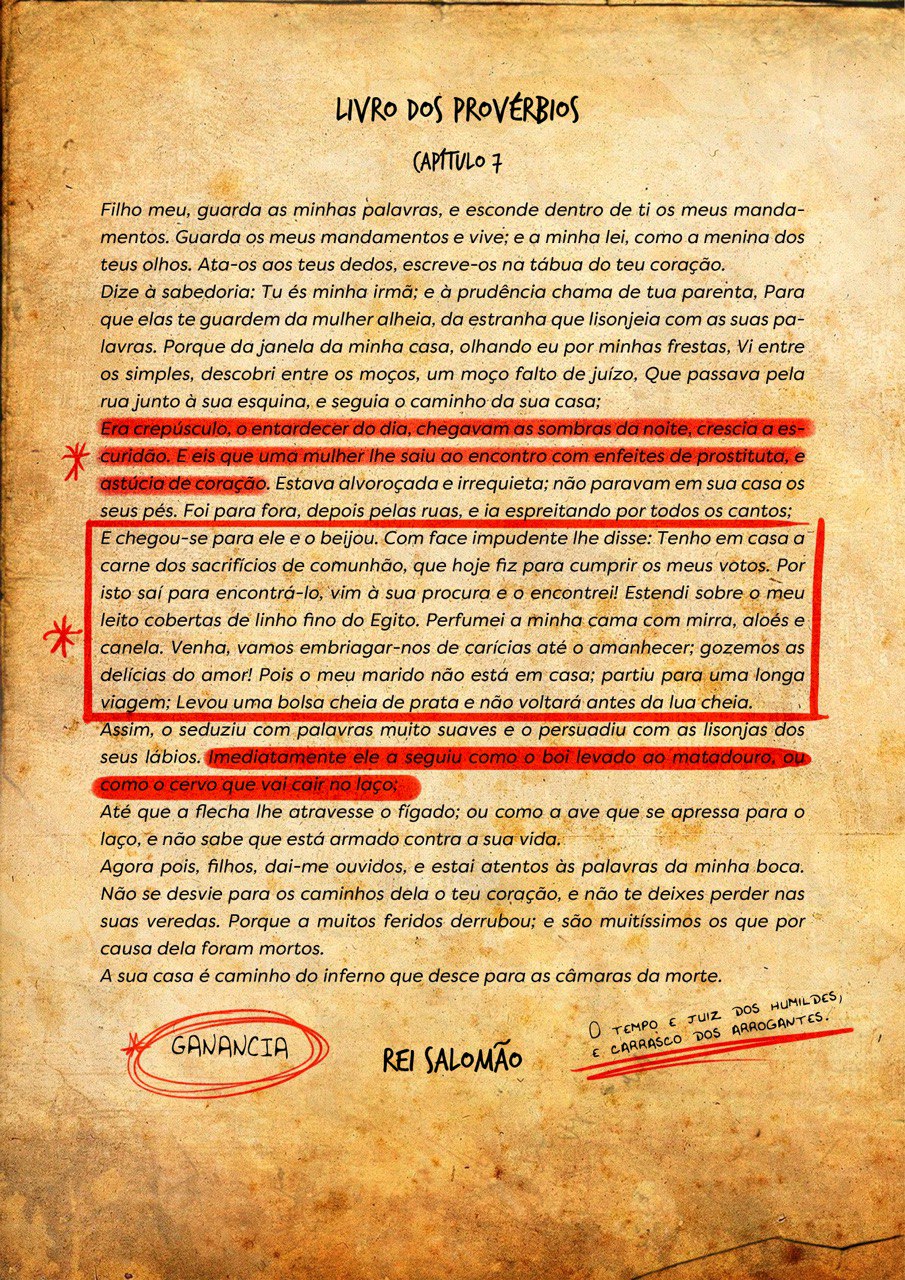 LIVRO DOS PROVÉRBIOS
CAPÍTULO 7
Filho meu, guarda as minhas palavras, e esconde dentro de ti os meus manda-
mentos. Guarda os meus mandamentos e vive; e a minha lei, como a menina dos
teus olhos. Ata-os aos teus dedos, escreve-os na tábua do teu coração.
Dize à sabedoria: Tu és minha irmã; e à prudência chama de tua parenta, Para
que elas te guardem da mulher alheia, da estranha que lisonjeia com as suas pa-
lavras. Porque da janela da minha casa, olhando eu por minhas frestas, Vi entre
os simples, descobri entre os moços, um moço falto de juízo, Que passava pela
rua junto à sua esquina, e seguia o caminho da sua casa;
Era crepúsculo, o entardecer do dia, chegavam as sombras da noite, crescia a es-
curidão. E eis que uma mulher lhe saiu ao encontro com enfeites de prostituta, e
astúcia de coração. Estava alvoroçada e irrequieta; não paravam em sua casa os
seus pés. Foi para fora, depois pelas ruas, e ia espreitando por todos os cantos;
E chegou-se para ele e o beijou. Com face impudente lhe disse: Tenho em casa a
carne dos sacrifícios de comunhão, que hoje fiz para cumprir os meus votos. Por
isto saí para encontrá-lo, vim à sua procura e o encontrei! Estendi sobre o meu
leito cobertas de linho fino do Egito. Perfumei a minha cama com mirra, aloés e
canela. Venha, vamos embriagar-nos de carícias até o amanhecer; gozemos as
delícias do amor! Pois o meu marido não está em casa; partiu para uma longa
viagem; Levou uma bolsa cheia de prata e não voltará antes da lua cheia.
Assim, o seduziu com palavras muito suaves e o persuadiu com as lisonjas dos
seus lábios. Imediatamente ele a seguiu como o boi levado ao matadouro, ou
como o cervo que vai cair no laço;
Até que a flecha lhe atravesse o fígado; ou como a ave que se apressa para o
laço, e não sabe que está armado contra a sua vida.
Agora pois, filhos, dai-me ouvidos, e estai atentos às palavras da minha boca.
Não se desvie para os caminhos dela o teu coração, e não te deixes perder nas
suas veredas. Porque a muitos feridos derrubou; e são muitíssimos os que por
causa dela foram mortos.
A sua casa é caminho do inferno que desce para as câmaras da morte.
GANANCIA
REI SALOMÃO
O TEMPO E JUIZ DOS HUMILDES,
E CARRASCO DOS ARROGANTES.